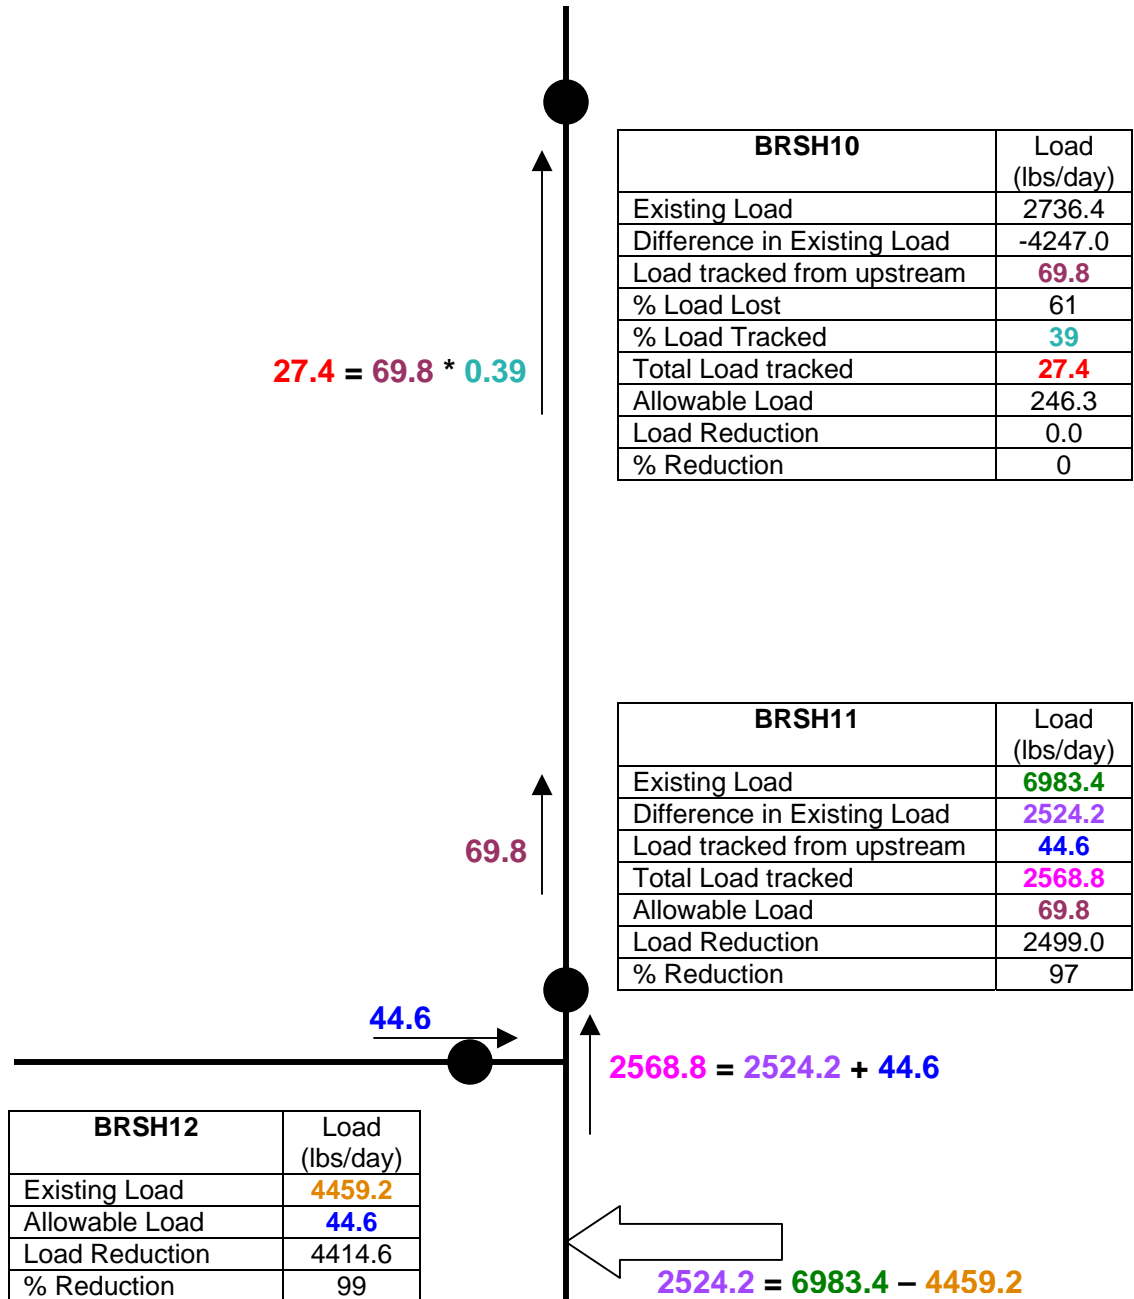 BRSH10 Load (lbs/day)
Existing Load 2736.4
Difference in Existing Load -4247.0
Load tracked from upstream 69.8
% Load Lost 61
% Load Tracked 39
Total Load tracked 27.4
Allowable Load 246.3
Load Reduction 0.0
% Reduction 0
27.4 = 69.8 * 0.39
BRSH11 Load (lbs/day)
Existing Load 6983.4
Difference in Existing Load 2524.2
Load tracked from upstream 44.6
Total Load tracked 2568.8
Allowable Load 69.8
Load Reduction 2499.0
% Reduction 97
69.8
44.6
2568.8 = 2524.2 + 44.6
BRSH12 Load (lbs/day)
Existing Load 4459.2
Allowable Load 44.6
Load Reduction 4414.6
% Reduction 99
2524.2 = 6983.4 – 4459.2